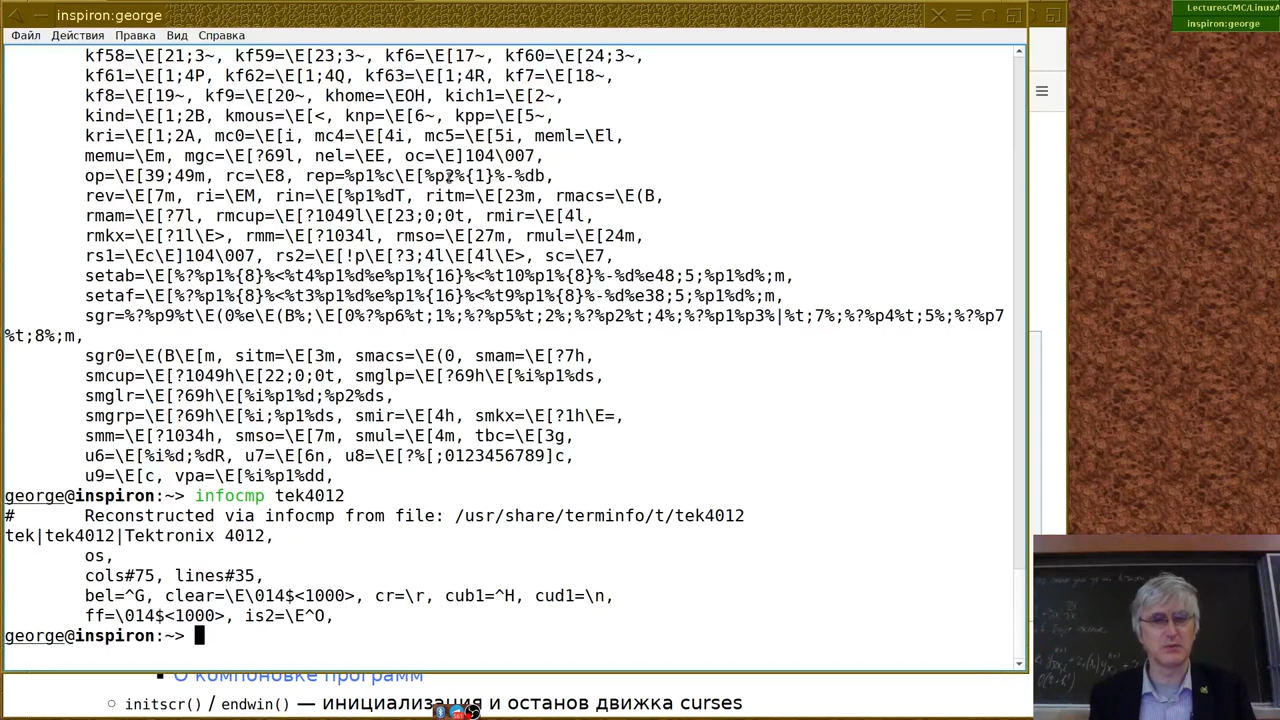 inspiron:george
LecturesCMC/LinuxA
inspiron:george
Файл Действия Правка Вид Справка
kf58=\E[21;3~, kf59=\E[23;3~, kf6=\E[17~, kf60=\E[24;3~,
kf61=\E[1;4P, kf62=\E[1;4Q, kf63=\E[1;4R, kf7=\E[18~,
kf8=\E[19~, kf9=\E[20~, khome=\EOH, kich1=\E[2~,
kind=\E[1;2B, kmous=\E[<, knp=\E[6~, kpp=\E[5~,
kri=\E[1;2A, mc0=\E[i, mc4=\E[4i, mc5=\E[5i, meml=\El,
memu=\Em, mgc=\E[?69l, nel=\EE, oc=\E]104\007,
op=\E[39;49m, rc=\E8, rep=%p1%c\E[%p2%{1}%-%db,
rev=\E[7m, ri=\EM, rin=\E[%p1%dT, ritm=\E[23m, rmacs=\E(B,
rmam=\E[?7l, rmcup=\E[?1049l\E[23;0;0t, rmir=\E[4l,
rmkx=\E[?1l\E>, rmm=\E[?1034l, rmso=\E[27m, rmul=\E[24m,
rs1=\Ec\E]104\007, rs2=\E[!p\E[?3;4l\E[4l\E>, sc=\E7,
setab=\E[%?%p1%{8}%<%t4%p1%d%e%p1%{16}%<%t10%p1%{8}%-%d%e48;5;%p1%d%;m,
setaf=\E[%?%p1%{8}%<%t3%p1%d%e%p1%{16}%<%t9%p1%{8}%-%d%e38;5;%p1%d%;m,
sgr=%?%p9%t\E(0%e\E(B%;\E[0%?%p6%t;1%;%?%p5%t;2%;%?%p2%t;4%;%?%p1%p3%|%t;7%;%?%p4%t;5%;%?%p7
%t;8%;m,
sgr0=\E(B\E[m, sitm=\E[3m, smacs=\E(0, smam=\E[?7h,
smcup=\E[?1049h\E[22;0;0t, smglp=\E[?69h\E[%i%p1%ds,
smglr=\E[?69h\E[%i%p1%d;%p2%ds,
smgrp=\E[?69h\E[%i;%p1%ds, smir=\E[4h, smkx=\E[?1h\E=,
smm=\E[?1034h, smso=\E[7m, smul=\E[4m, tbc=\E[3g,
u6=\E[%i%d;%dR, u7=\E[6n, u8=\E[?%[;0123456789]c,
u9=\E[c, vpa=\E[%i%p1%dd,
george@inspiron:~> infocmp tek4012
# Reconstructed via infocmp from file: /usr/share/terminfo/t/tek4012
tek|tek4012|Tektronix 4012,
os,
cols#75, lines#35,
bel=^G, clear=\E\014$<1000>, cr=\r, cub1=^H, cud1=\n,
ff=\014$<1000>, is2=\E^O,
george@inspiron:~>
О компоновке программ
initscr() / endwin() — инициализация и останов движка curses